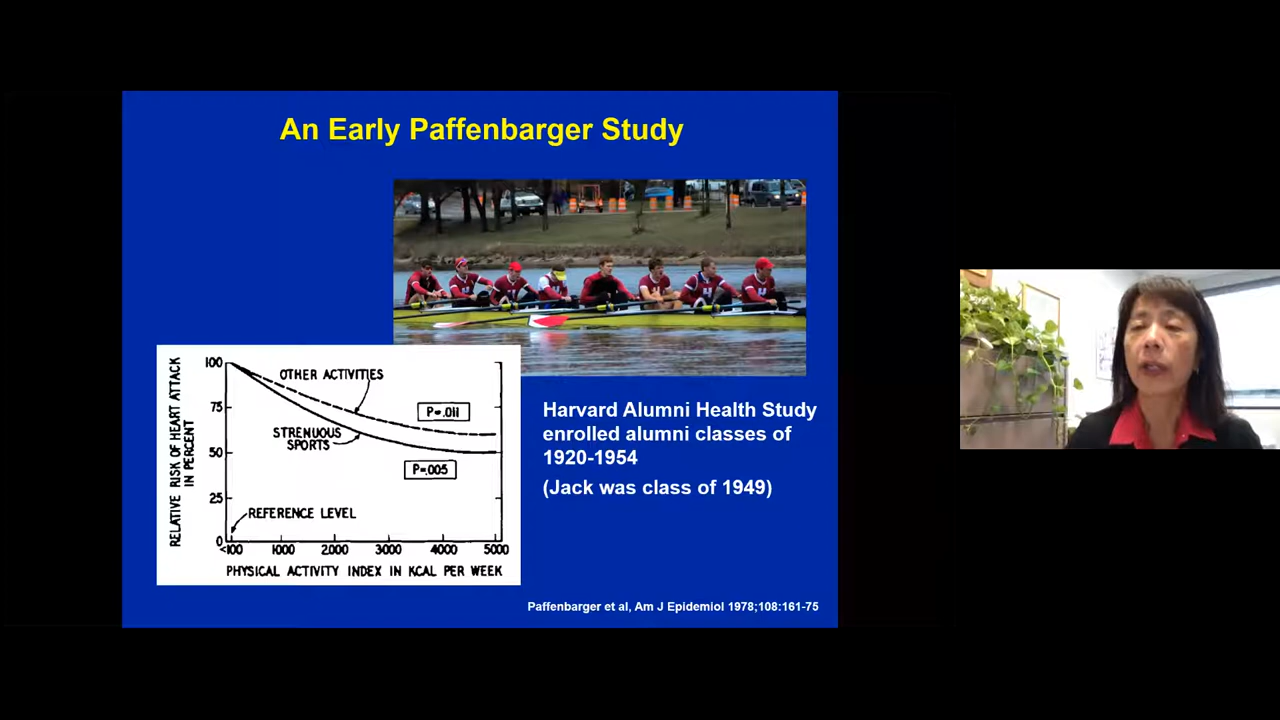 An Early Paffenbarger Study
RELATIVE RISK OF HEART ATTACK
IN PERCENT
100
75
50
25
0
OTHER ACTIVITIES
P=.011
STRENUOUS
SPORTS
P=.005
REFERENCE LEVEL
<100 1000 2000 3000 4000 5000
PHYSICAL ACTIVITY INDEX IN KCAL PER WEEK
Harvard Alumni Health Study
enrolled alumni classes of
1920-1954
(Jack was class of 1949)
Paffenbarger et al, Am J Epidemiol 1978;108:161-75